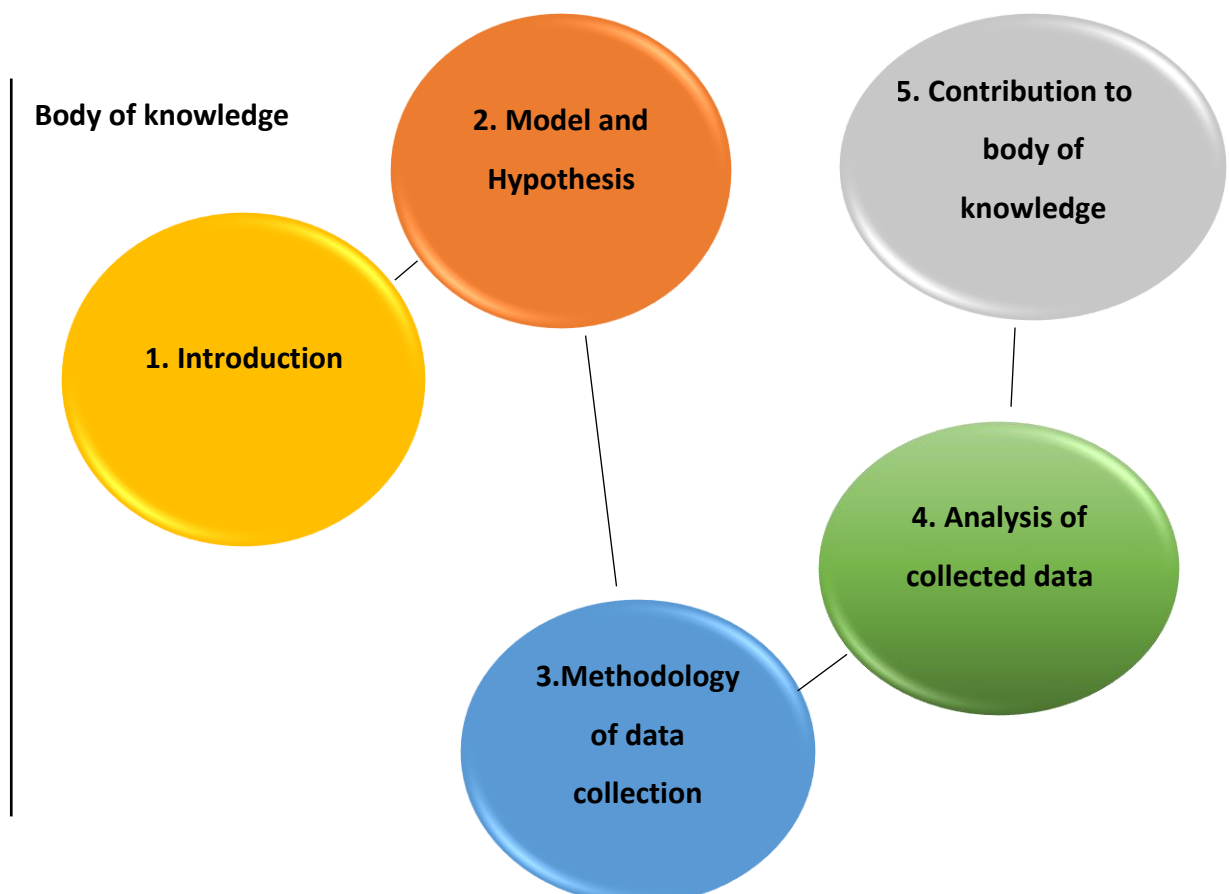 Body of knowledge
1. Introduction
2. Model and
Hypothesis
3.Methodology
of data
collection
4. Analysis of
collected data
5. Contribution to
body of
knowledge